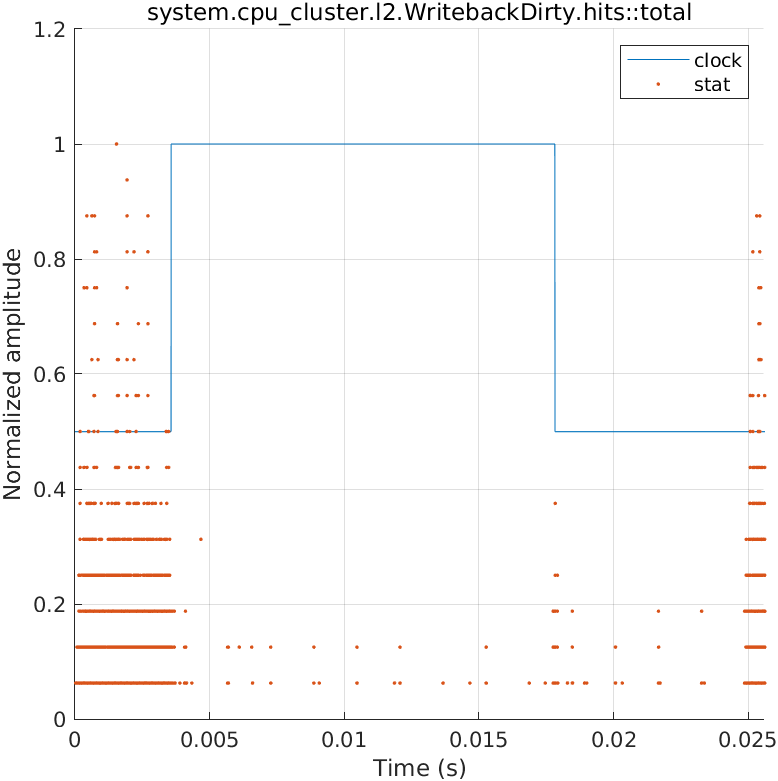 system.cpu_cluster.l2.WritebackDirty.hits::total
1.2
clock
stat
1
0.8
0.6
0.4
0.2
0
Normalized amplitude
0 0.005 0.01 0.015 0.02 0.025
Time (s)